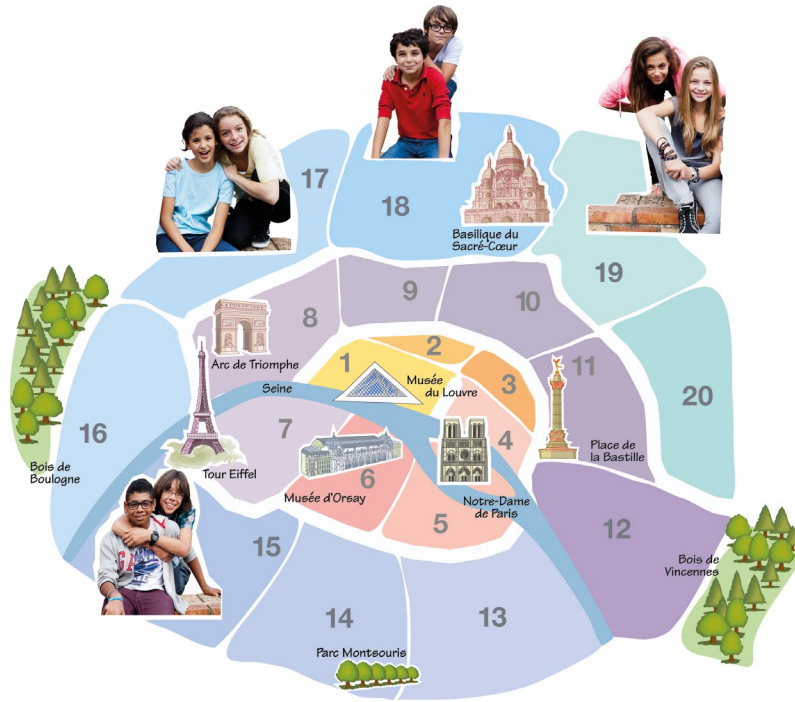 17
18
Basilique du
Sacré-Cœur
19
9
10
8
Arc de Triomphe
2
1
Musée
du Louvre
3
11
20
Seine
16
7
4
Place de
la Bastille
Bois de
Boulogne
Tour Eiffel
6
Musée d'Orsay
Notre-Dame
de Paris
5
12
15
Bois de
Vincennes
14
13
Parc Montsouris